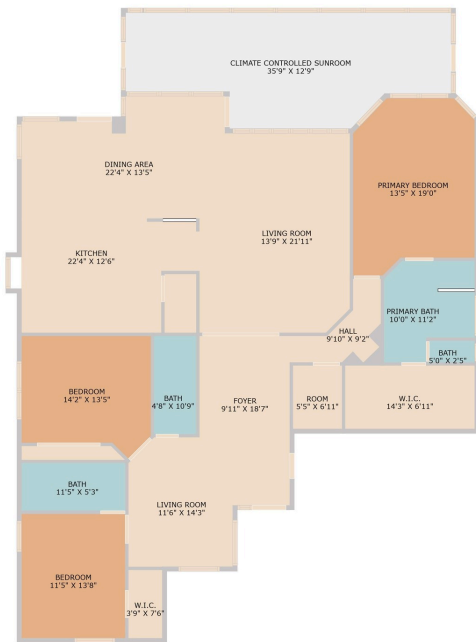 CLIMATE CONTROLLED SUNROOM
35'9" X 12'9"
DINING AREA
22'4" X 13'5"
PRIMARY BEDROOM
13'5" X 19'0"
LIVING ROOM
13'9" X 21'11"
KITCHEN
22'4" X 12'6"
PRIMARY BATH
10'0" X 11'2"
HALL
9'10" X 9'2"
BATH
5'0" X 2'5"
BEDROOM
14'2" X 13'5"
BATH
4'8" X 10'9"
FOYER
9'11" X 18'7"
ROOM
5'5" X 6'11"
W.I.C.
14'3" X 6'11"
BATH
11'5" X 5'3"
LIVING ROOM
11'6" X 14'3"
BEDROOM
11'5" X 13'8"
W.I.C.
3'9" X 7'6"